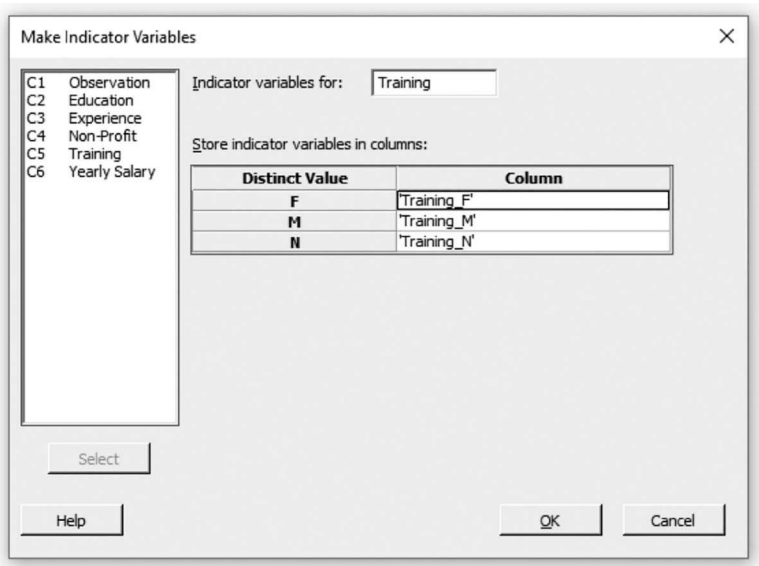 Make Indicator Variables
C1 Observation
C2 Education
C3 Experience
C4 Non-Profit
C5 Training
C6 Yearly Salary
Indicator variables for: Training
Store indicator variables in columns:
Distinct Value Column
F 'Training_F'
M 'Training_M'
N 'Training_N'
Select
Help OK Cancel